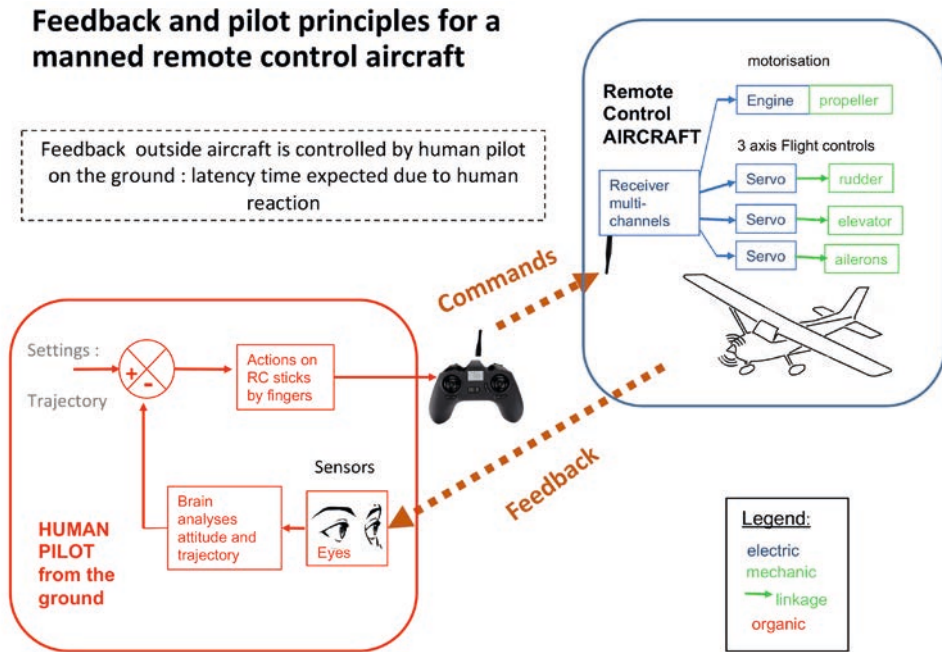 Feedback and pilot principles for a
manned remote control aircraft
Feedback outside aircraft is controlled by human pilot
on the ground : latency time expected due to human
reaction
motorisation
Remote
Control
AIRCRAFT
Engine
propeller
3 axis Flight controls
Receiver
multi-
channels
Servo
rudder
Servo
elevator
Servo
ailerons
Commands
Feedback
Settings :
Trajectory
+
-
Actions on
RC sticks
by fingers
Sensors
Eyes
Brain
analyses
attitude and
trajectory
HUMAN
PILOT
from the
ground
Legend:
electric
mechanic
linkage
organic